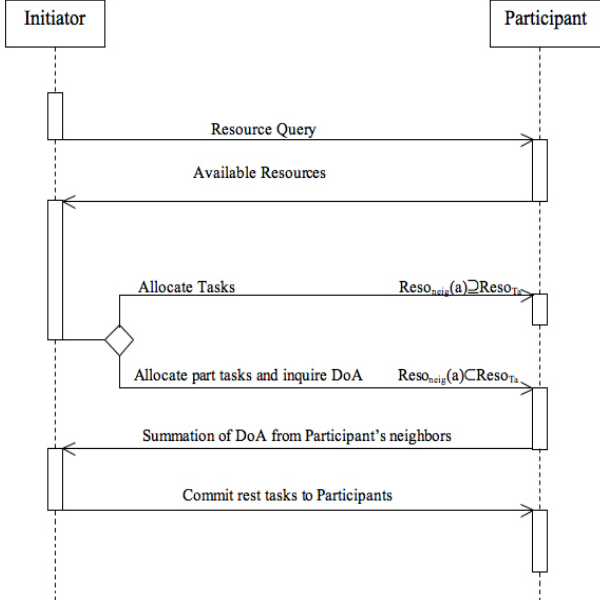 Initiator
Participant
Resource Query
Available Resources
Allocate Tasks Reso_neig(a)⊇Reso_Ta
Allocate part tasks and inquire DoA Reso_neig(a)⊂Reso_Ta
Summation of DoA from Participant's neighbors
Commit rest tasks to Participants